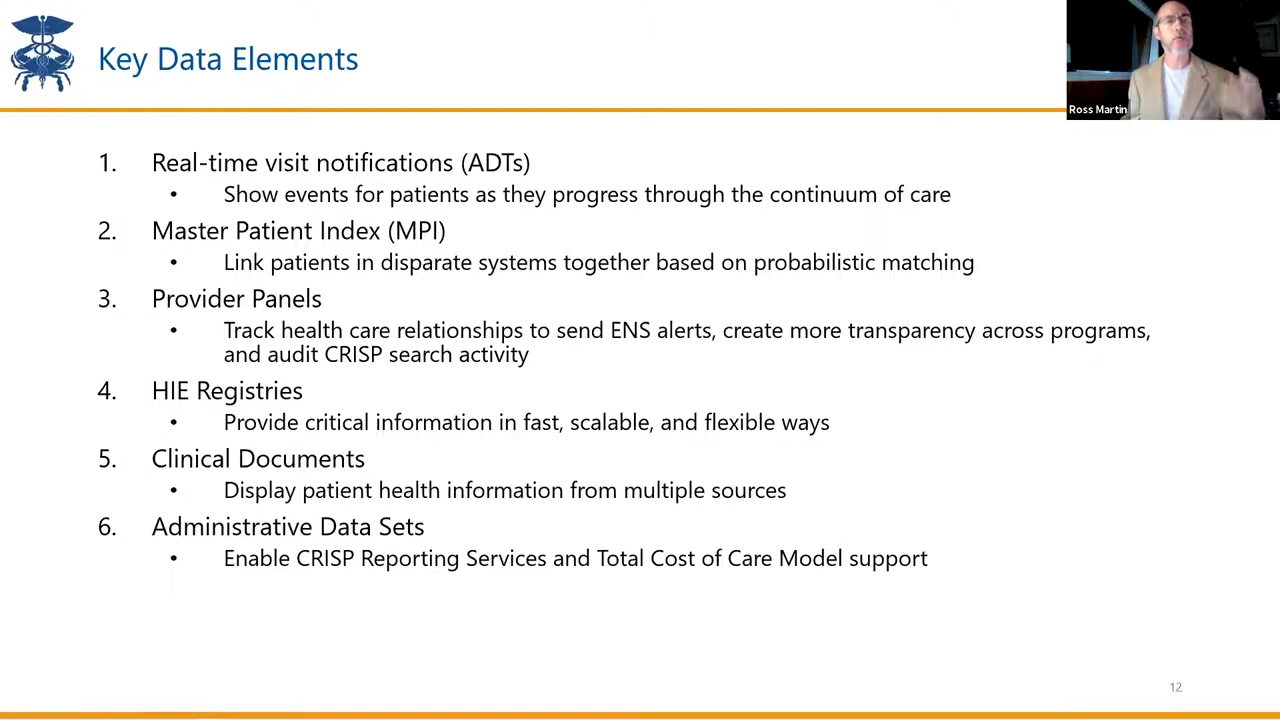 Key Data Elements
Ross Martin
1. Real-time visit notifications (ADTs)
• Show events for patients as they progress through the continuum of care
2. Master Patient Index (MPI)
• Link patients in disparate systems together based on probabilistic matching
3. Provider Panels
• Track health care relationships to send ENS alerts, create more transparency across programs,
and audit CRISP search activity
4. HIE Registries
• Provide critical information in fast, scalable, and flexible ways
5. Clinical Documents
• Display patient health information from multiple sources
6. Administrative Data Sets
• Enable CRISP Reporting Services and Total Cost of Care Model support
12